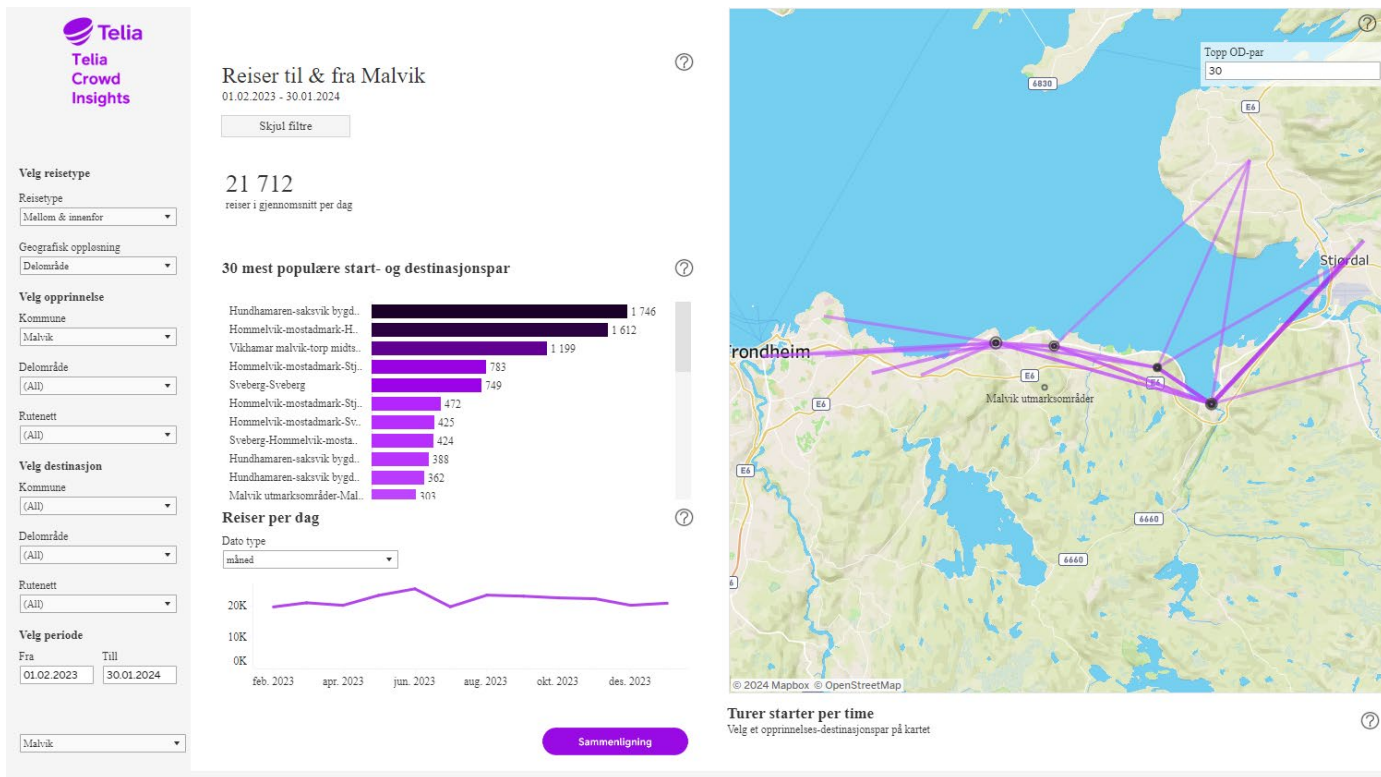 Telia
Telia
Crowd
Insights
Velg reisetype
Reisetype
Mellom & innenfor
Geografisk oppløsning
Delområde
Velg opprinnelse
Kommune
Malvik
Delområde
(All)
Rutenett
(All)
Velg destinasjon
Kommune
(All)
Delområde
(All)
Rutenett
(All)
Velg periode
Fra Till
01.02.2023 30.01.2024
Malvik
Reiser til & fra Malvik
01.02.2023 - 30.01.2024
Skjul filtre
21 712
reiser i gjennomsnitt per dag
30 mest populære start- og destinasjonspar
Hundhamaren-saksvik bygd.. 1 746
Hommelvik-mostadmark-H.. 1 612
Vikhamar malvik-torp midts.. 1 199
Hommelvik-mostadmark-Stj.. 783
Sveberg-Sveberg 749
Hommelvik-mostadmark-Stj.. 472
Hommelvik-mostadmark-Sv.. 425
Sveberg-Hommelvik-mosta.. 424
Hundhamaren-saksvik bygd.. 388
Hundhamaren-saksvik bygd.. 362
Malvik utmarksområder-Mal.. 303
Reiser per dag
Dato type
måned
20K
10K
0K
feb. 2023 apr. 2023 jun. 2023 aug. 2023 okt. 2023 des. 2023
Sammenligning
?
?
?
?
Topp OD-par
30
6830
E6
Stjørdal
Trondheim
E6
E6
Malvik utmarksområder
E6
E6
6660
6660
6
© 2024 Mapbox © OpenStreetMap
Turer starter per time
Velg et opprinnelses-destinasjonspar på kartet
?